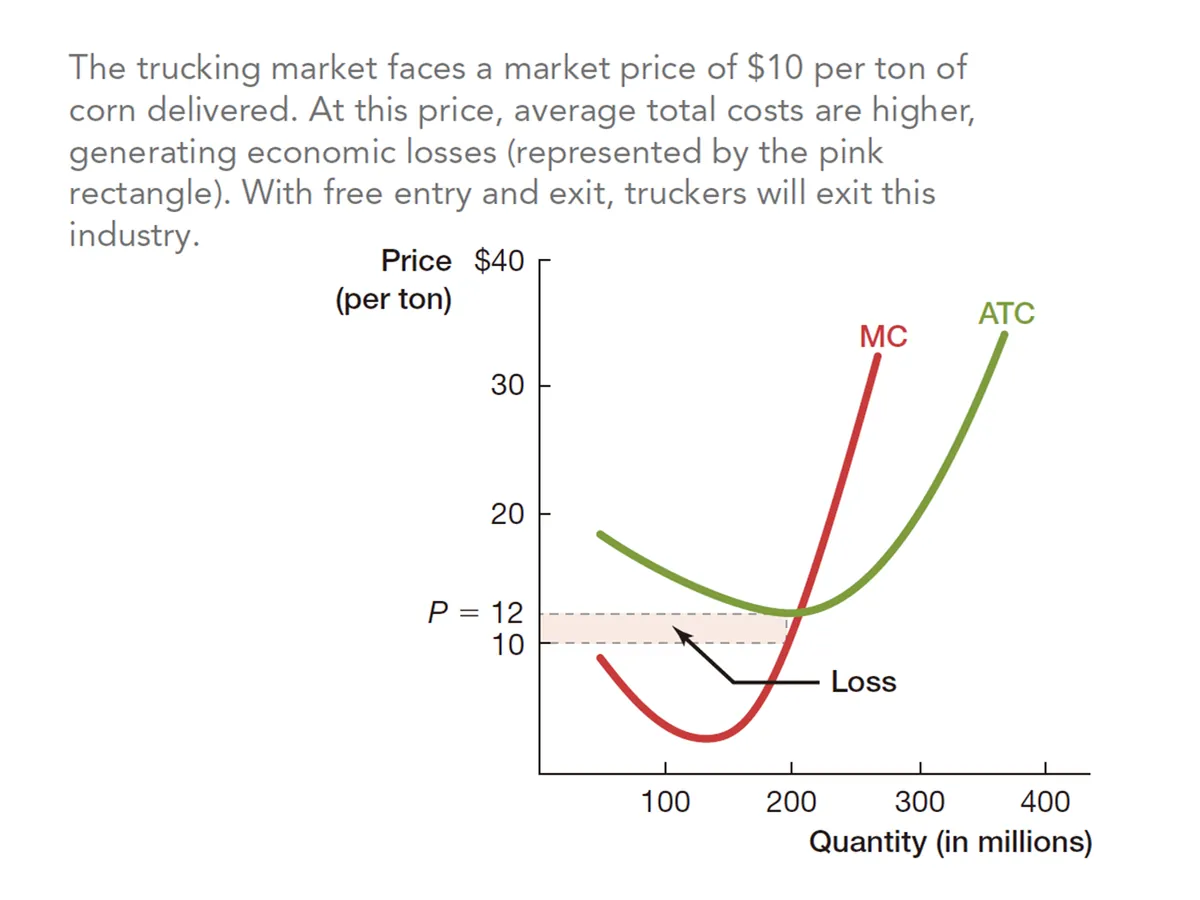 The trucking market faces a market price of $10 per ton of
corn delivered. At this price, average total costs are higher,
generating economic losses (represented by the pink
rectangle). With free entry and exit, truckers will exit this
industry.
Price $40
(per ton)
ATC
MC
30
20
P = 12
10
Loss
100 200 300 400
Quantity (in millions)